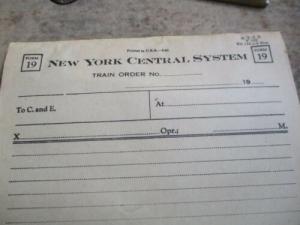 Printed in U.S.A.
FORM 19 NEW YORK CENTRAL SYSTEM FORM 19
TRAIN ORDER No.
19
To C. and E. At
X Opr.; M.